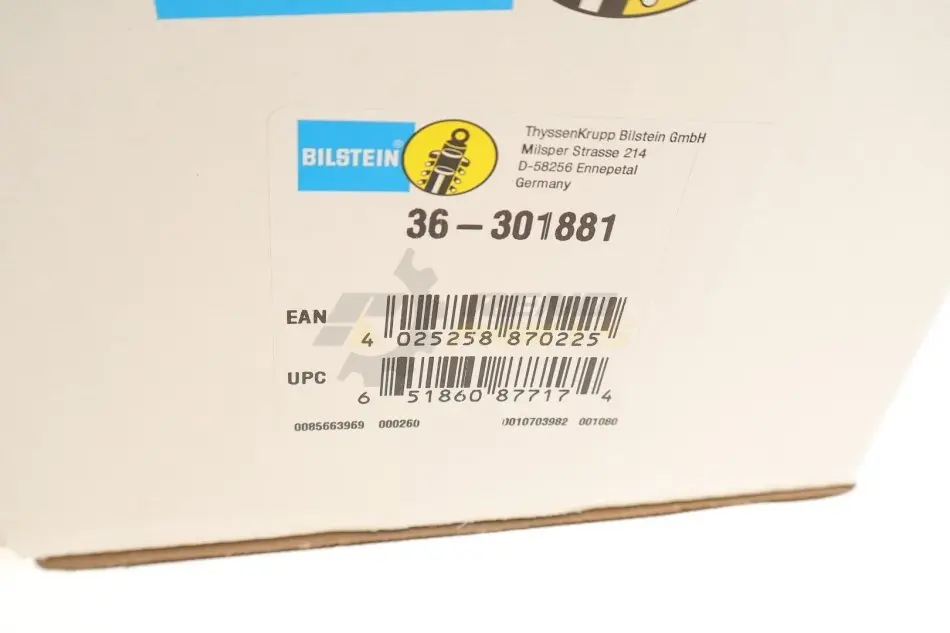 BILSTEIN®
ThyssenKrupp Bilstein GmbH
Milsper Strasse 214
D-58256 Ennepetal
Germany
36-301881
EAN
4 025258 870225
UPC
6 51860 87717 4
0085663969 000260 0010703982 001080